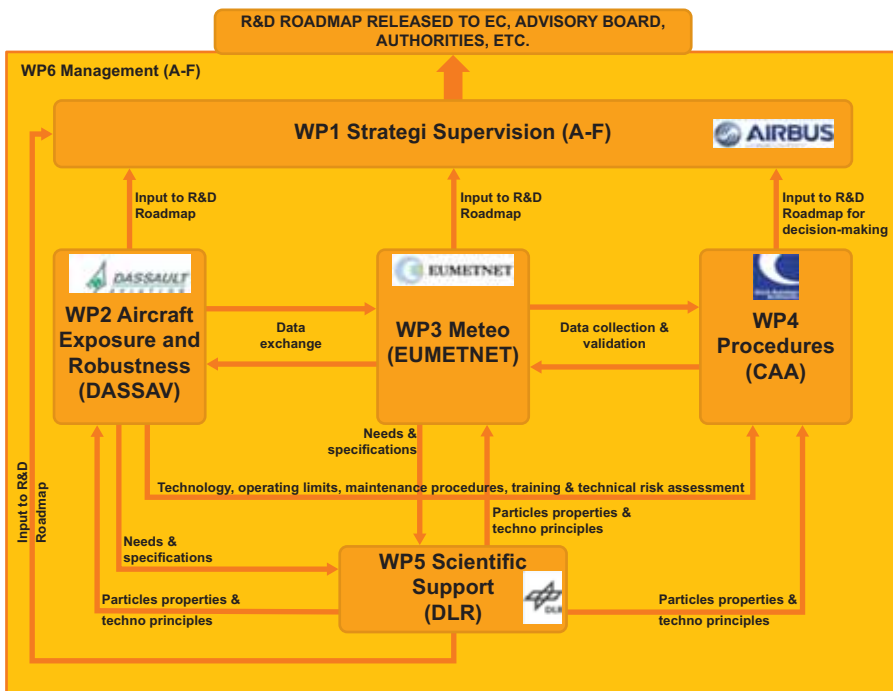 R&D ROADMAP RELEASED TO EC, ADVISORY BOARD,
AUTHORITIES, ETC.
WP6 Management (A-F)
WP1 Strategi Supervision (A-F)
AIRBUS
Input to R&D
Roadmap
Input to R&D
Roadmap
Input to R&D
Roadmap for
decision-making
DASSAULT
AVIATION
WP2 Aircraft
Exposure and
Robustness
(DASSAV)
Data
exchange
EUMETNET
WP3 Meteo
(EUMETNET)
Data collection &
validation
WP4
Procedures
(CAA)
Needs &
specifications
Technology, operating limits, maintenance procedures, training & technical risk assessment
Input to R&D
Roadmap
Particles properties &
techno principles
Needs &
specifications
WP5 Scientific
Support
(DLR)
DLR
Particles properties &
techno principles
Particles properties &
techno principles